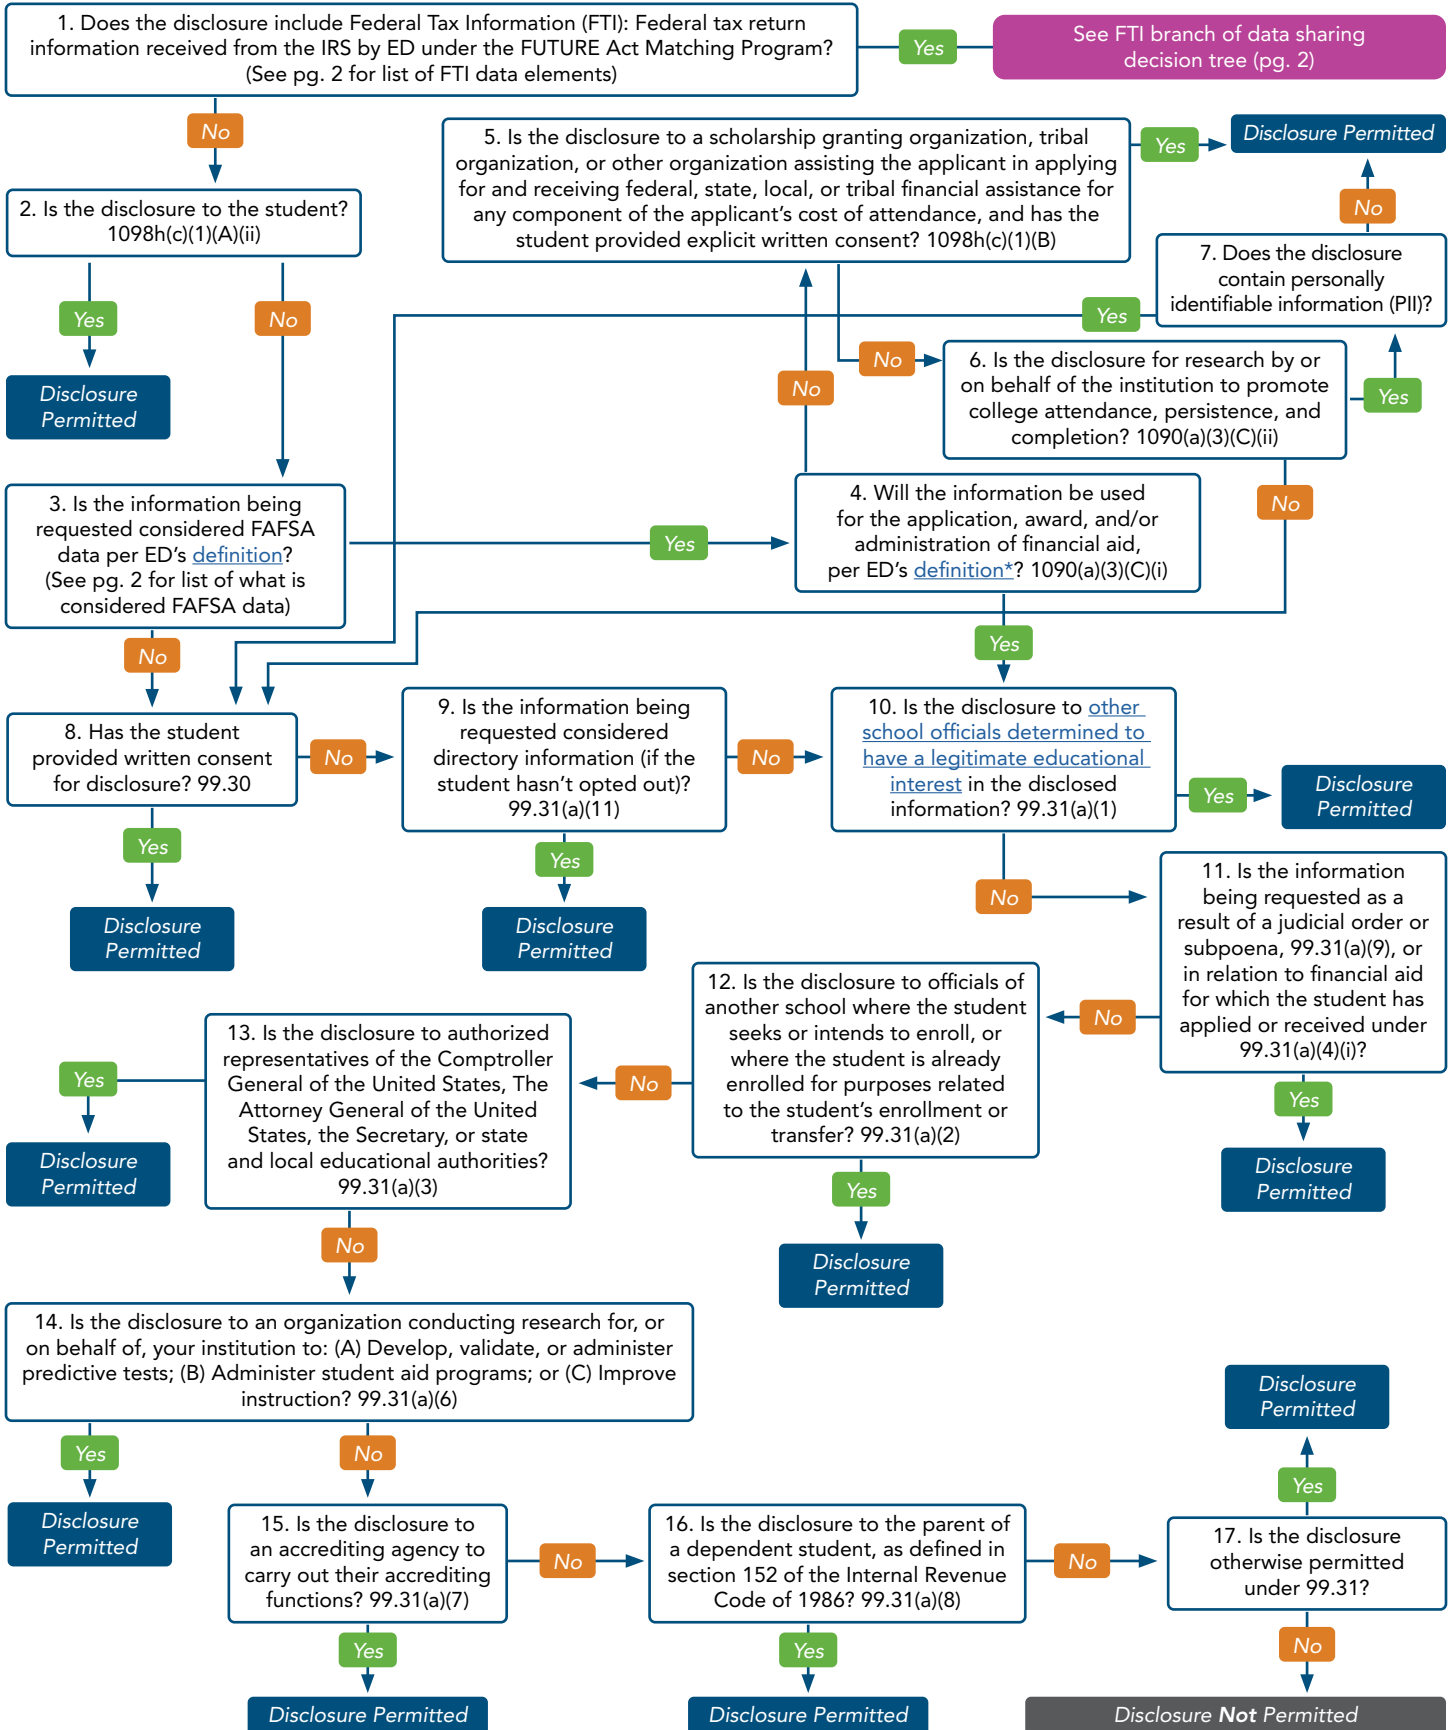 1. Does the disclosure include Federal Tax Information (FTI): Federal tax return
information received from the IRS by ED under the FUTURE Act Matching Program?
(See pg. 2 for list of FTI data elements)
Yes
See FTI branch of data sharing
decision tree (pg. 2)
No
2. Is the disclosure to the student?
1098h(c)(1)(A)(ii)
Yes
No
Disclosure
Permitted
5. Is the disclosure to a scholarship granting organization, tribal
organization, or other organization assisting the applicant in applying
for and receiving federal, state, local, or tribal financial assistance for
any component of the applicant's cost of attendance, and has the
student provided explicit written consent? 1098h(c)(1)(B)
Yes
Disclosure Permitted
No
7. Does the disclosure
contain personally
identifiable information (PII)?
Yes
No
6. Is the disclosure for research by or
on behalf of the institution to promote
college attendance, persistence, and
completion? 1090(a)(3)(C)(ii)
Yes
No
No
3. Is the information being
requested considered FAFSA
data per ED's definition?
(See pg. 2 for list of what is
considered FAFSA data)
Yes
4. Will the information be used
for the application, award, and/or
administration of financial aid,
per ED's definition*? 1090(a)(3)(C)(i)
No
Yes
8. Has the student
provided written consent
for disclosure? 99.30
No
Yes
Disclosure
Permitted
9. Is the information being
requested considered
directory information (if the
student hasn't opted out)?
99.31(a)(11)
No
Yes
Disclosure
Permitted
10. Is the disclosure to other
school officials determined to
have a legitimate educational
interest in the disclosed
information? 99.31(a)(1)
Yes
Disclosure
Permitted
No
11. Is the information
being requested as a
result of a judicial order or
subpoena, 99.31(a)(9), or
in relation to financial aid
for which the student has
applied or received under
99.31(a)(4)(i)?
No
Yes
Disclosure
Permitted
12. Is the disclosure to officials of
another school where the student
seeks or intends to enroll, or
where the student is already
enrolled for purposes related
to the student's enrollment or
transfer? 99.31(a)(2)
No
Yes
Disclosure
Permitted
13. Is the disclosure to authorized
representatives of the Comptroller
General of the United States, The
Attorney General of the United
States, the Secretary, or state
and local educational authorities?
99.31(a)(3)
Yes
Disclosure
Permitted
No
14. Is the disclosure to an organization conducting research for, or
on behalf of, your institution to: (A) Develop, validate, or administer
predictive tests; (B) Administer student aid programs; or (C) Improve
instruction? 99.31(a)(6)
Yes
No
Disclosure
Permitted
15. Is the disclosure to
an accrediting agency to
carry out their accrediting
functions? 99.31(a)(7)
No
Yes
Disclosure Permitted
16. Is the disclosure to the parent of
a dependent student, as defined in
section 152 of the Internal Revenue
Code of 1986? 99.31(a)(8)
No
Yes
Disclosure Permitted
Disclosure
Permitted
Yes
17. Is the disclosure
otherwise permitted
under 99.31?
No
Disclosure Not Permitted